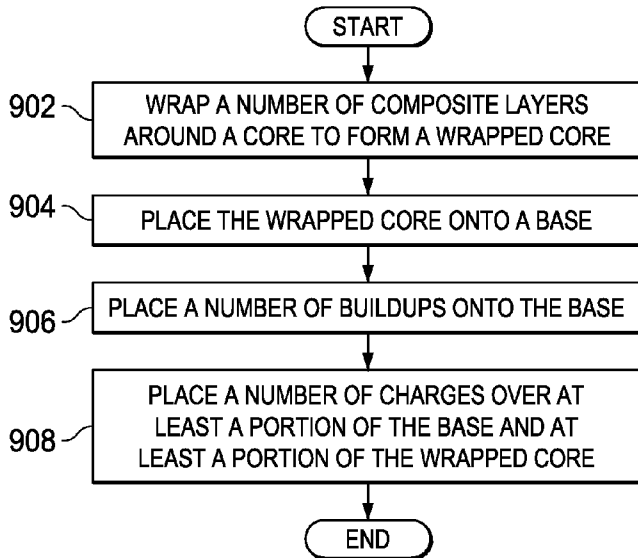 START
902
WRAP A NUMBER OF COMPOSITE LAYERS
AROUND A CORE TO FORM A WRAPPED CORE
904
PLACE THE WRAPPED CORE ONTO A BASE
906
PLACE A NUMBER OF BUILDUPS ONTO THE BASE
908
PLACE A NUMBER OF CHARGES OVER AT
LEAST A PORTION OF THE BASE AND AT
LEAST A PORTION OF THE WRAPPED CORE
END